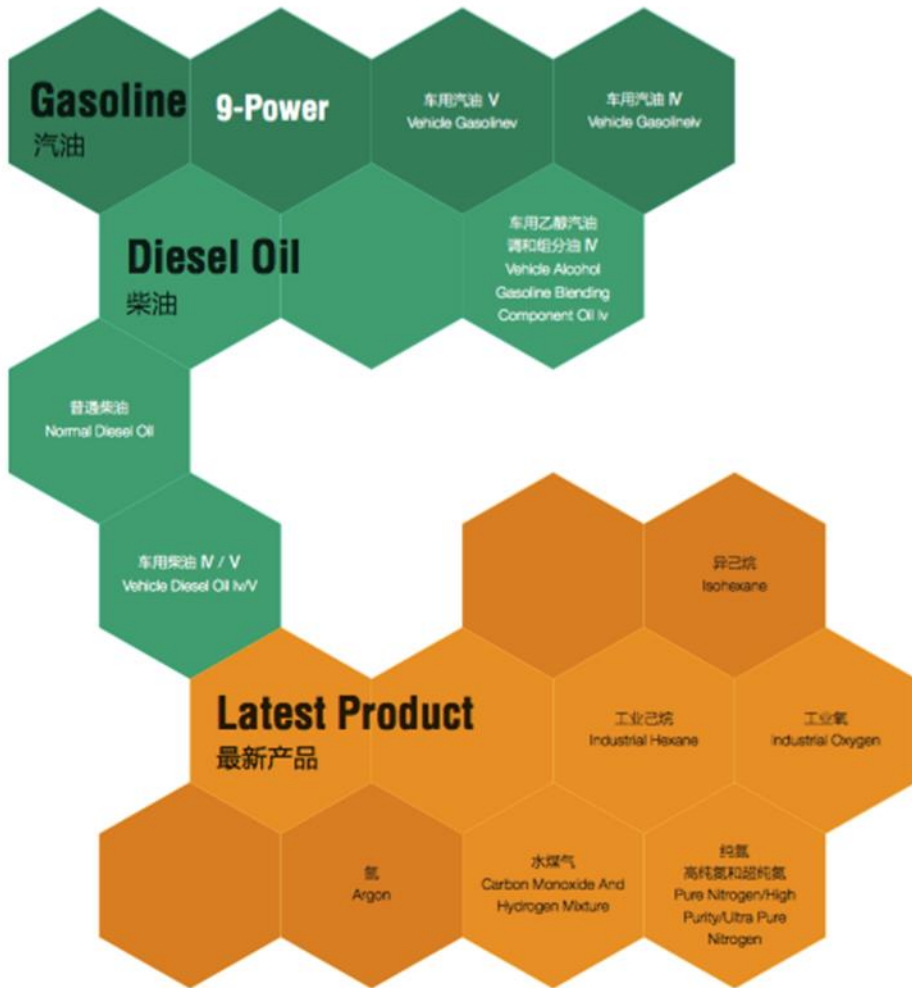 Gasoline
汽油
9-Power
车用汽油 Ⅴ
Vehicle Gasolinev
车用汽油 Ⅳ
Vehicle GasolineIv
Diesel Oil
柴油
车用乙醇汽油
调和组分油 Ⅳ
Vehicle Alcohol
Gasoline Blending
Component Oil Iv
普通柴油
Normal Diesel Oil
车用柴油 Ⅳ / Ⅴ
Vehicle Diesel Oil Iv/V
异己烷
Isohexane
Latest Product
最新产品
工业己烷
Industrial Hexane
工业氧
Industrial Oxygen
氩
Argon
水煤气
Carbon Monoxide And
Hydrogen Mixture
纯氮
高纯氮和超纯氮
Pure Nitrogen/High
Purity/Ultra Pure
Nitrogen